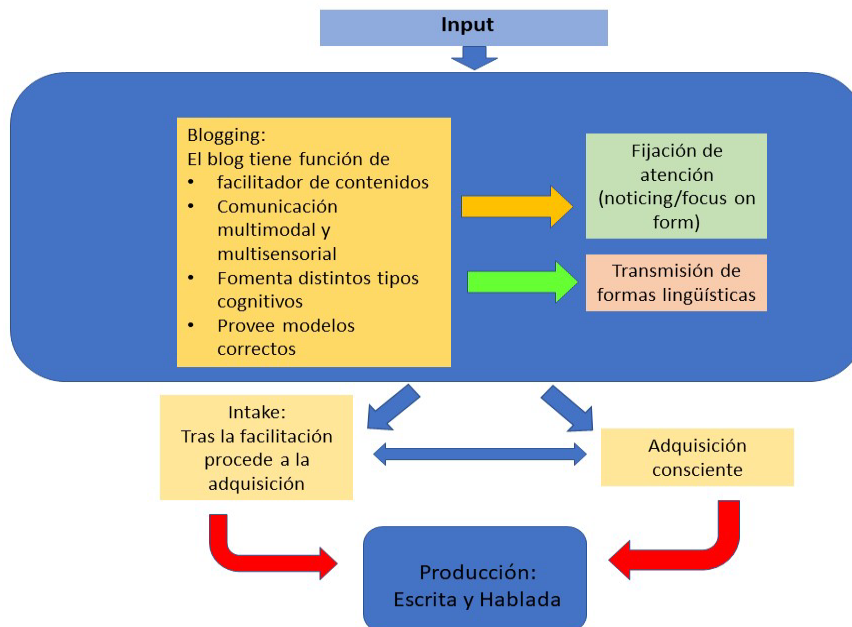 Input
Blogging:
El blog tiene función de
• facilitador de contenidos
• Comunicación
multimodal y
multisensorial
• Fomenta distintos tipos
cognitivos
• Provee modelos
correctos
Fijación de
atención
(noticing/focus on
form)
Transmisión de
formas lingüísticas
Intake:
Tras la facilitación
procede a la
adquisición
Adquisición
consciente
Producción:
Escrita y Hablada